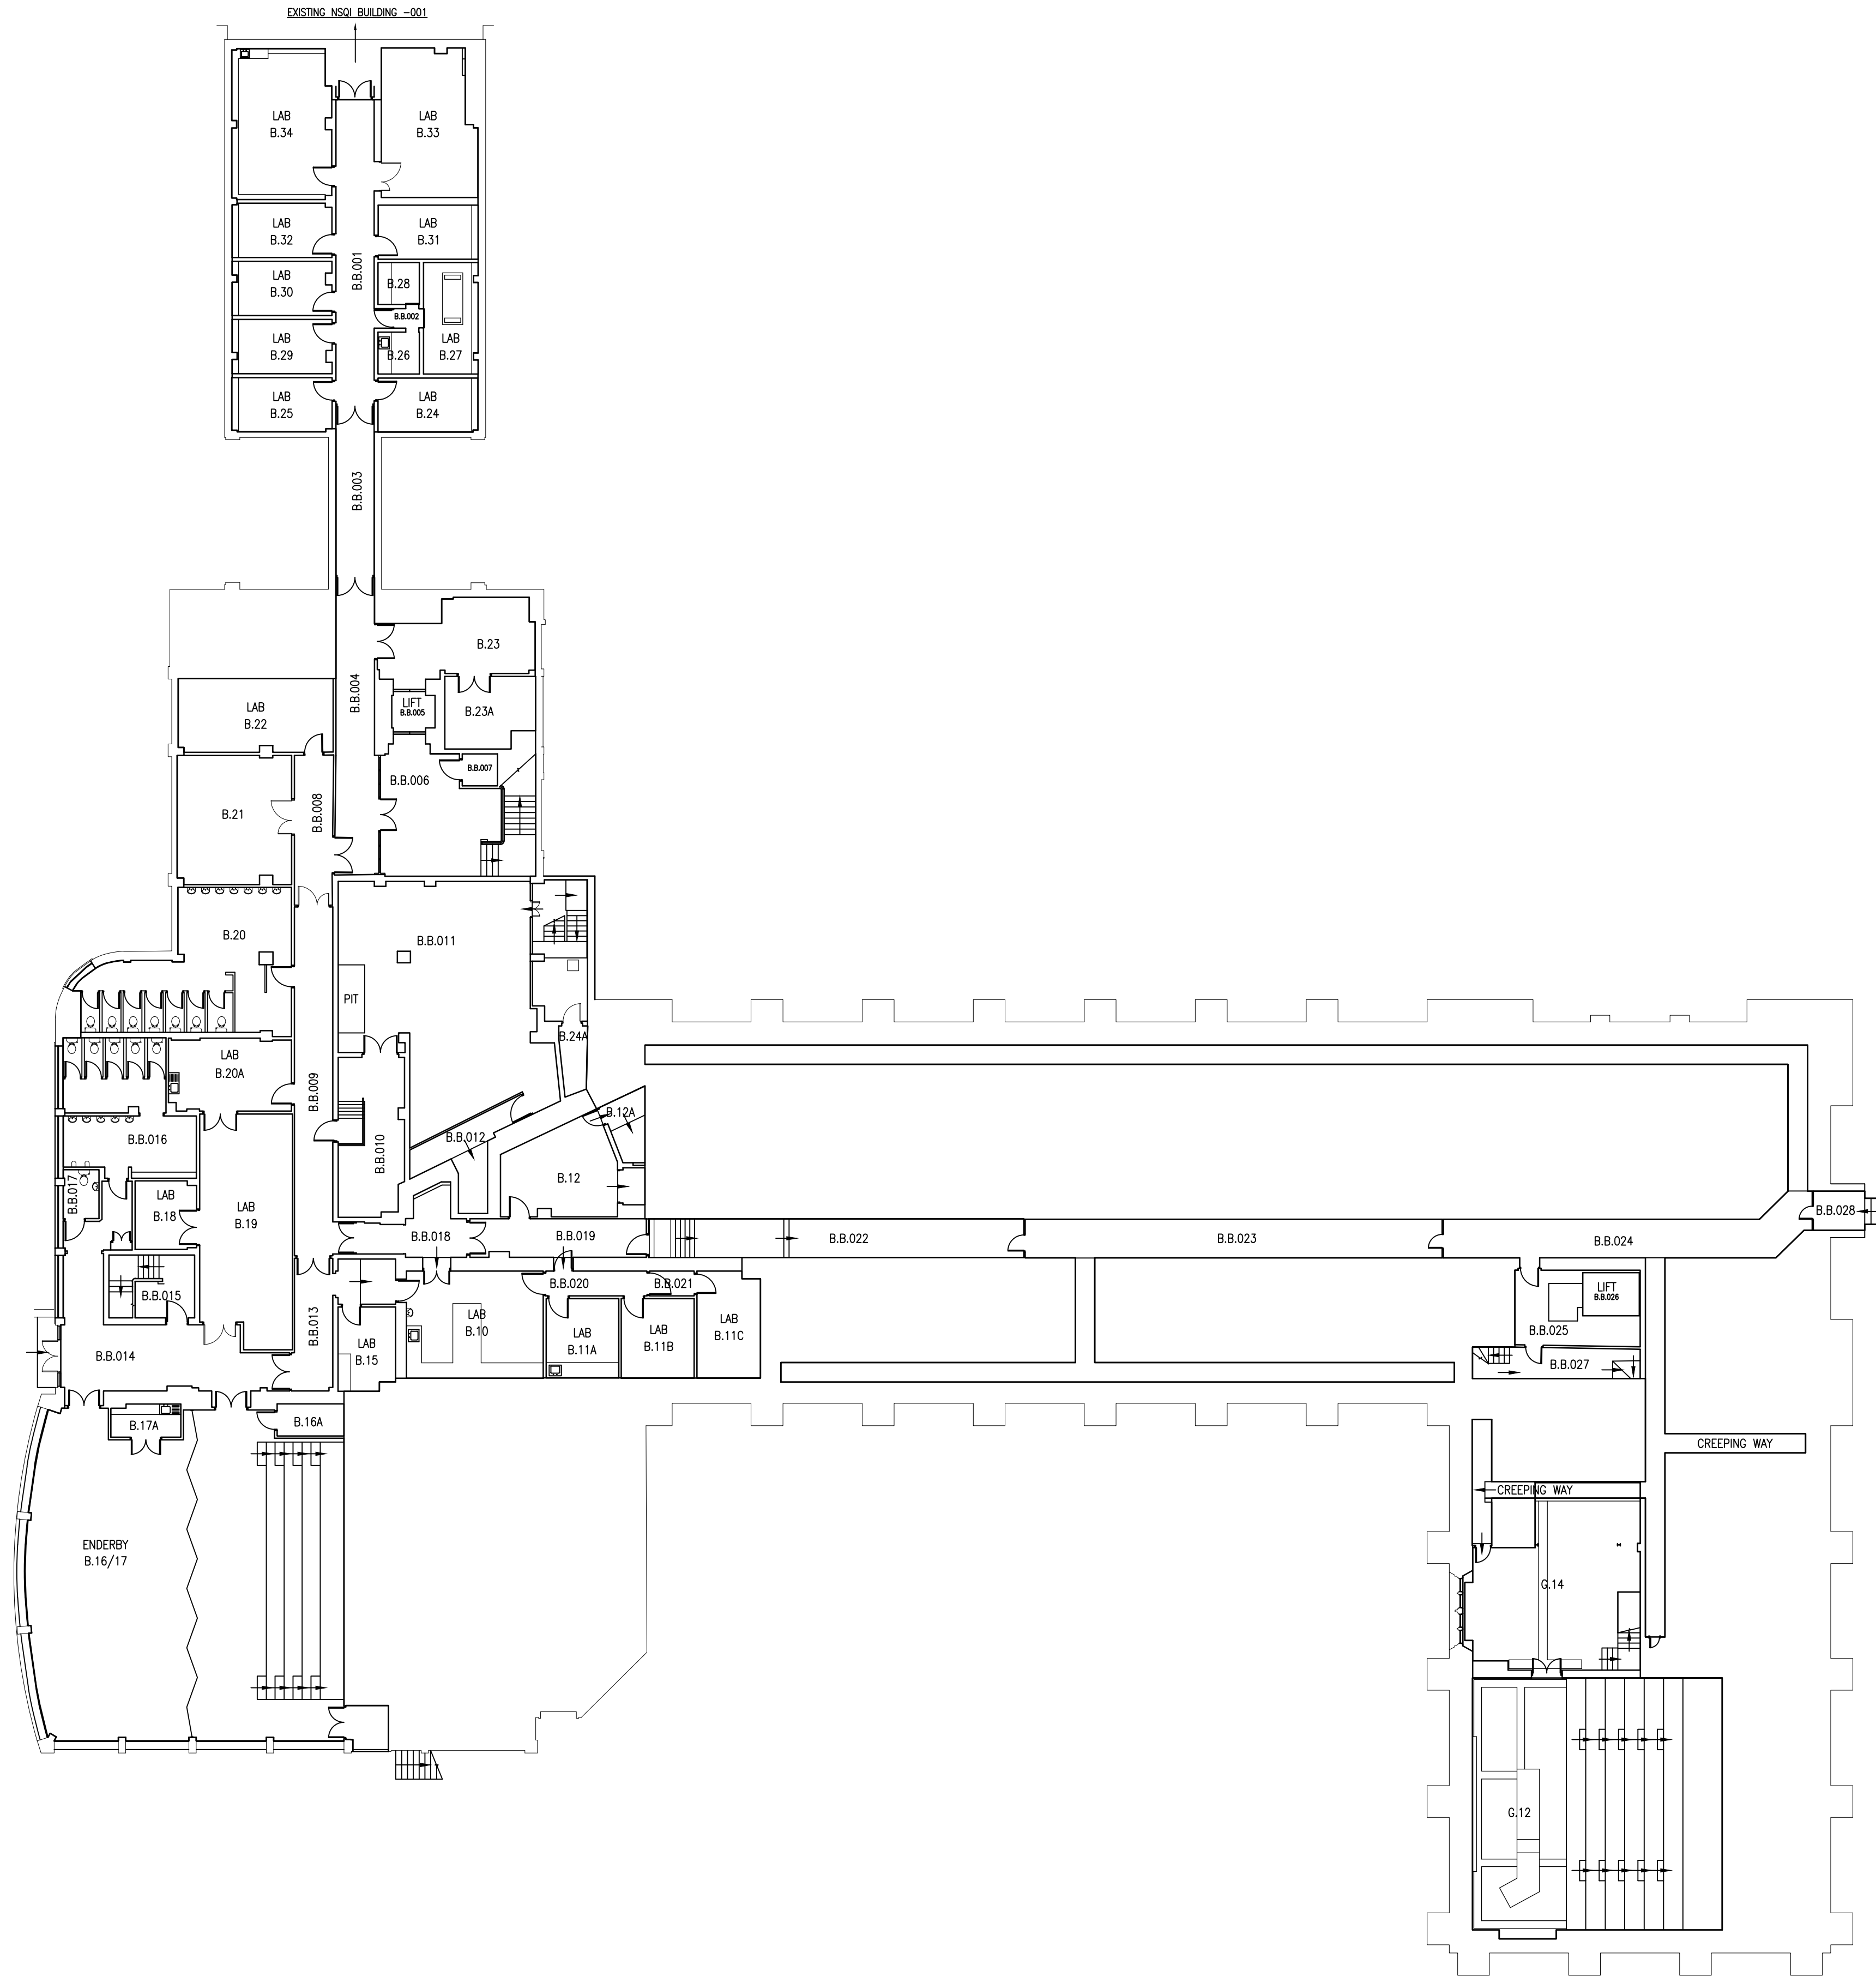 EXISTING NSQI BUILDING -001
LAB
B.34
LAB
B.33
LAB
B.32
LAB
B.31
B.B.001
LAB
B.30
B.28
B.B.002
LAB
B.29
B.26
LAB
B.27
LAB
B.25
LAB
B.24
B.B.003
B.23
B.B.004
LIFT
B.B.005
B.23A
LAB
B.22
B.B.006
B.B.007
B.21
B.B.008
B.20
B.B.011
PIT
B.24A
LAB
B.20A
B.B.009
B.12A
B.B.016
B.B.010
B.B.012
B.12
B.B.017
LAB
B.18
LAB
B.19
B.B.018
B.B.019
B.B.022
B.B.023
B.B.024
B.B.028
B.B.015
B.B.020
B.B.021
LIFT
B.B.026
B.B.013
LAB
B.10
LAB
B.11A
LAB
B.11B
LAB
B.11C
B.B.025
B.B.014
LAB
B.15
B.B.027
B.17A
B.16A
CREEPING WAY
CREEPING WAY
ENDERBY
B.16/17
G.14
G.12